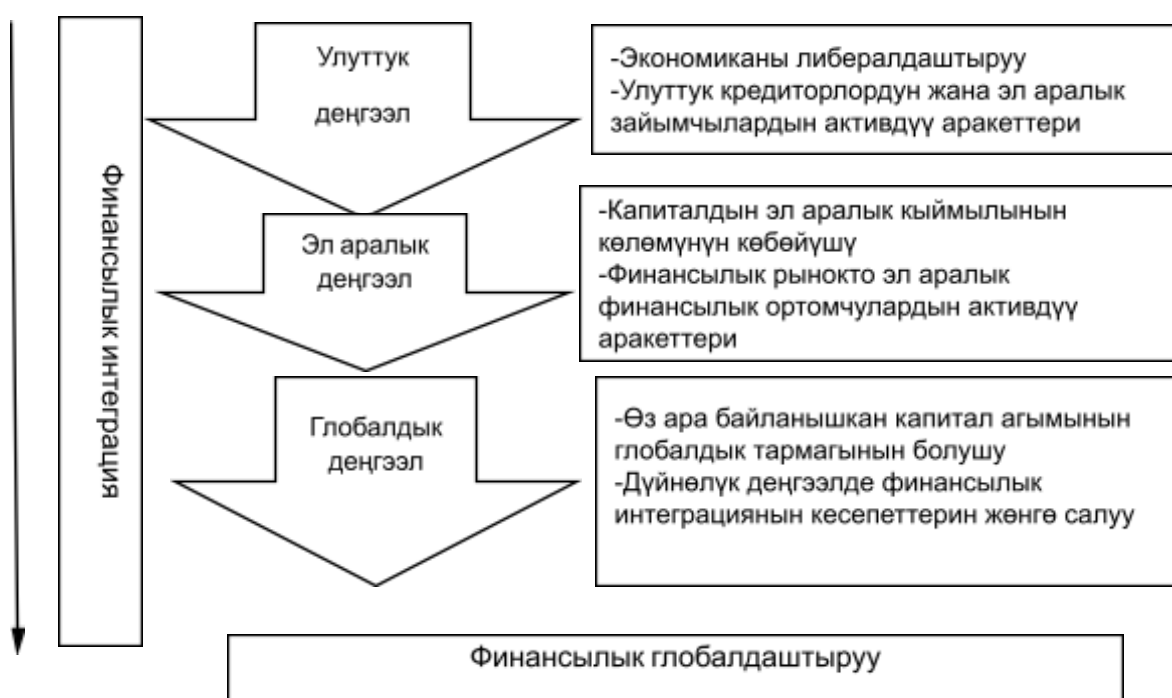 Финансылык интеграция
Улуттук
деңгээл
-Экономиканы либералдаштыруу
-Улуттук кредиторлордун жана эл аралык
зайымчылардын активдүү аракеттери
Эл аралык
деңгээл
-Капиталдын эл аралык кыймылынын
көлөмүнүн көбөйүшү
-Финансылык рынокто эл аралык
финансылык ортомчулардын активдүү
аракеттери
Глобалдык
деңгээл
-Өз ара байланышкан капитал агымынын
глобалдык тармагынын болушу
-Дүйнөлүк деңгээлде финансылык
интеграциянын кесепеттерин жөнгө салуу
Финансылык глобалдаштыруу